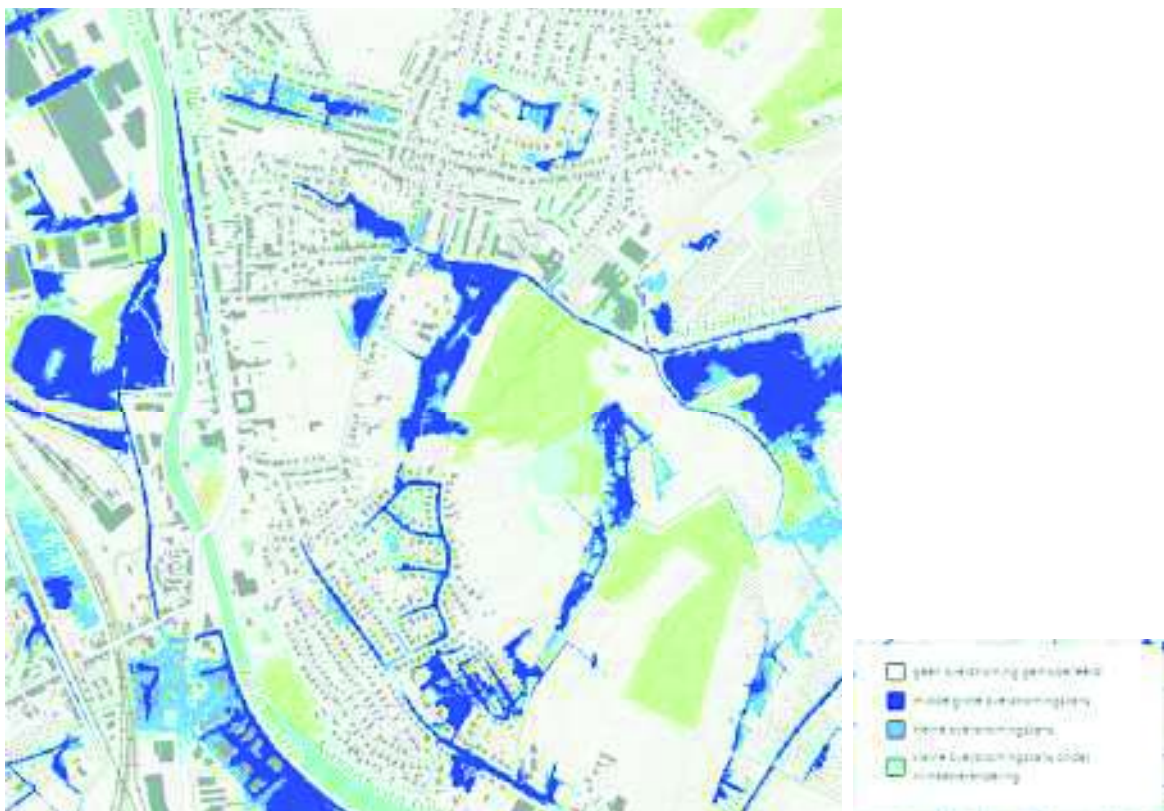 geen overstroming gemodelleerd
middelgrote overstromingskans
kleine overstromingskans
kleine overstromingskans onder
klimaatverandering